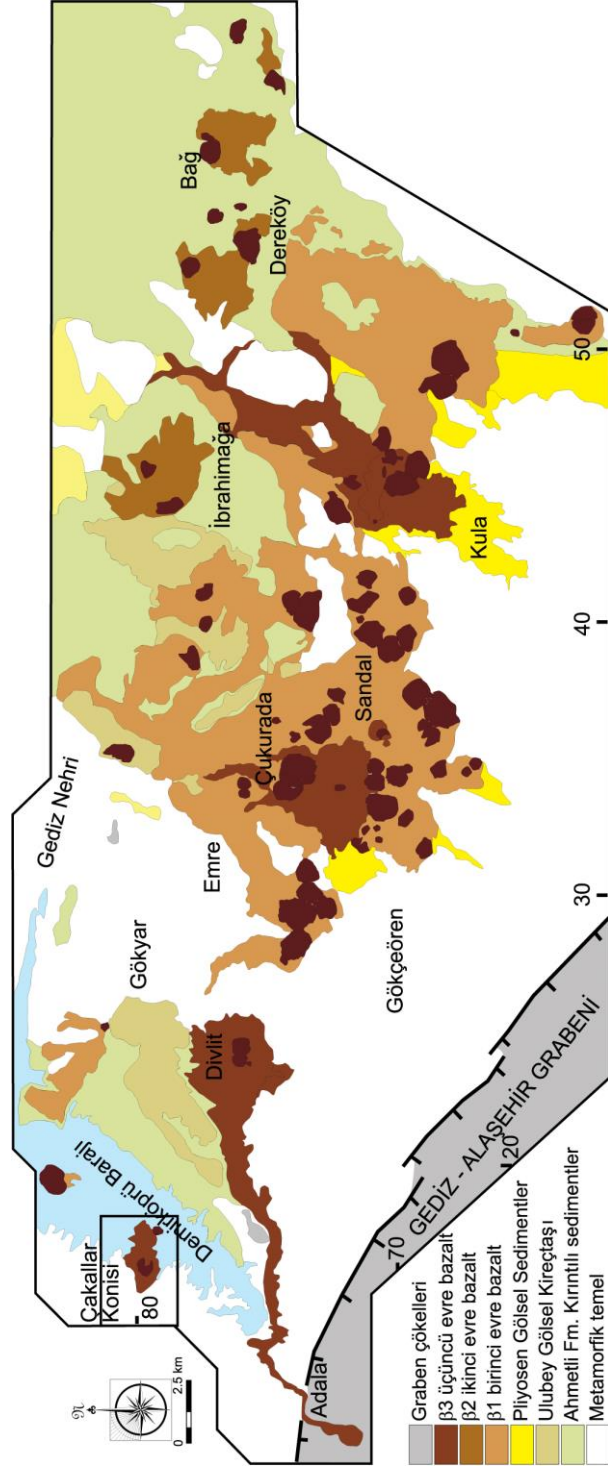 Gediz Nehri
Çakallar
Konisi
80
Demirköprü Barajı
Gökyar
Divlit
Emre
Çukurada
Sandal
Gökçeören
İbrahimağa
Kula
Bağ
Dereköy
Adala
GEDİZ - ALAŞEHİR GRABENİ
70
20
30
40
50
0
2.5 km
Graben çökelleri
β3 üçüncü evre bazalt
β2 ikinci evre bazalt
β1 birinci evre bazalt
Pliyosen Gölsel Sedimentler
Ulubey Gölsel Kireçtaşı
Ahmetli Fm. Kırıntılı sedimentler
Metamorfik temel